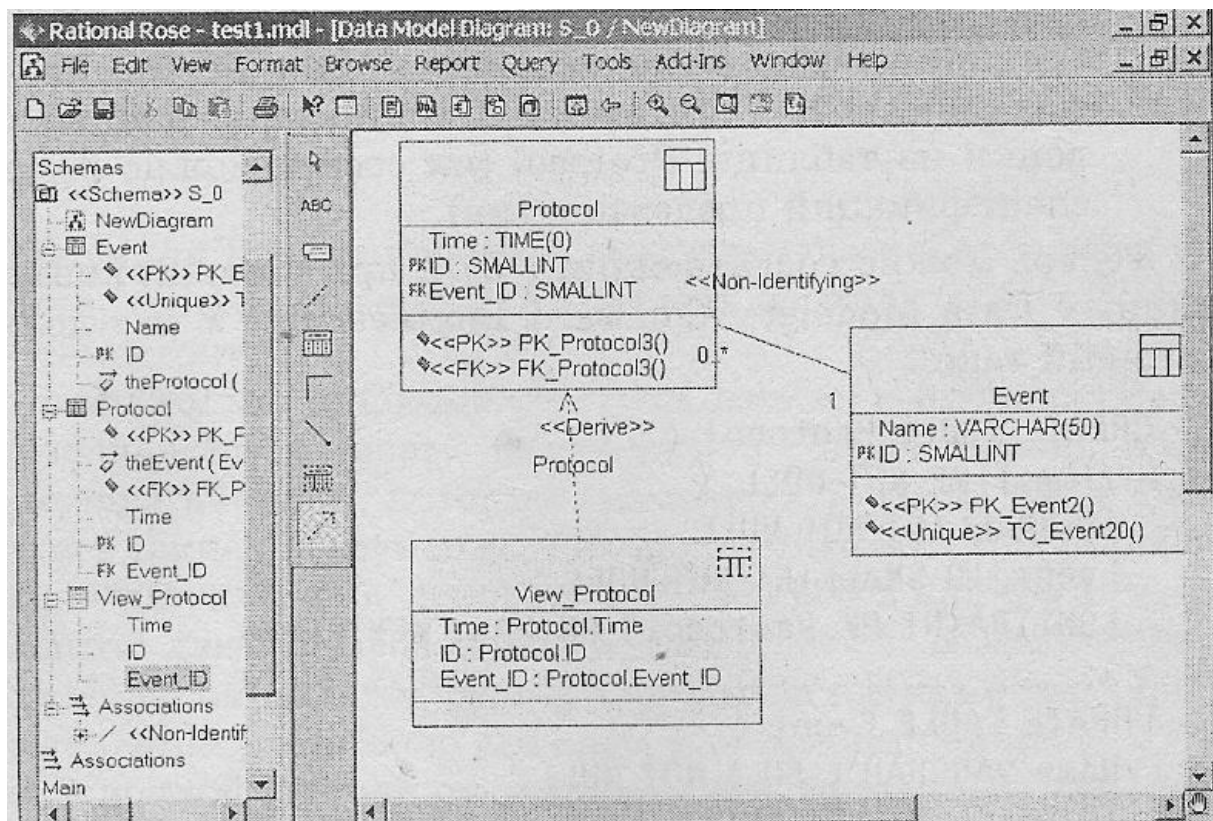 Rational Rose - test1.mdl - [Data Model Diagram: S_0 / NewDiagram]
File Edit View Format Browse Report Query Tools Add-Ins Window Help
Schemas
<<Schema>> S_0
NewDiagram
Event
<<PK>> PK_E
<<Unique>> T
Name
PK ID
theProtocol (
Protocol
<<PK>> PK_P
theEvent ( Ev
<<FK>> FK_P
Time
PK ID
FK Event_ID
View_Protocol
Time
ID
Event_ID
Associations
<<Non-Identif
Associations
Main
ABC
Protocol
Time : TIME(0)
PK ID : SMALLINT
FK Event_ID : SMALLINT
<<PK>> PK_Protocol3()
<<FK>> FK_Protocol3()
<<Non-Identifying>>
0..*
1
Event
Name : VARCHAR(50)
PK ID : SMALLINT
<<PK>> PK_Event2()
<<Unique>> TC_Event20()
<<Derive>>
Protocol
View_Protocol
Time : Protocol.Time
ID : Protocol.ID
Event_ID : Protocol.Event_ID